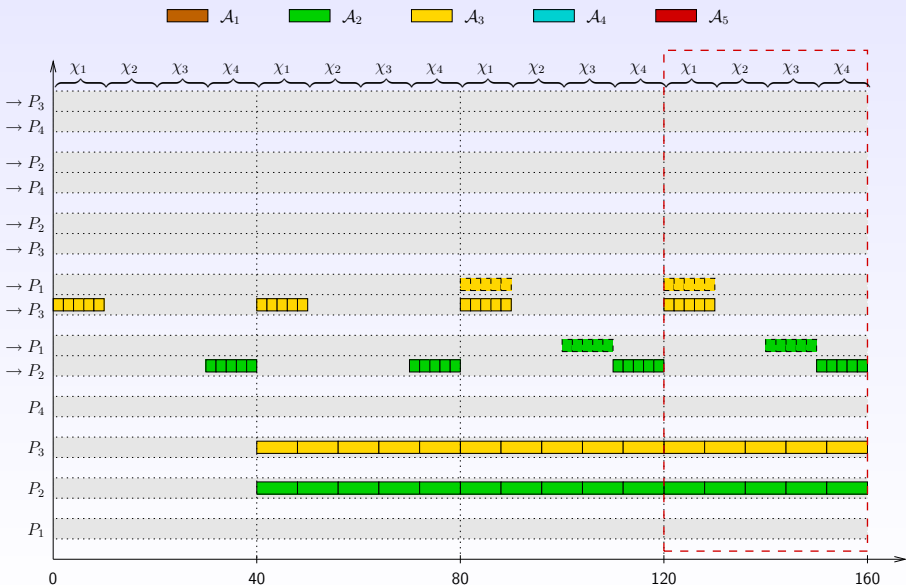 𝒜₁ 𝒜₂ 𝒜₃ 𝒜₄ 𝒜₅
χ₁ χ₂ χ₃ χ₄ χ₁ χ₂ χ₃ χ₄ χ₁ χ₂ χ₃ χ₄ χ₁ χ₂ χ₃ χ₄
→ P₃
→ P₄
→ P₂
→ P₄
→ P₂
→ P₃
→ P₁
→ P₃
→ P₁
→ P₂
P₄
P₃
P₂
P₁
0 40 80 120 160